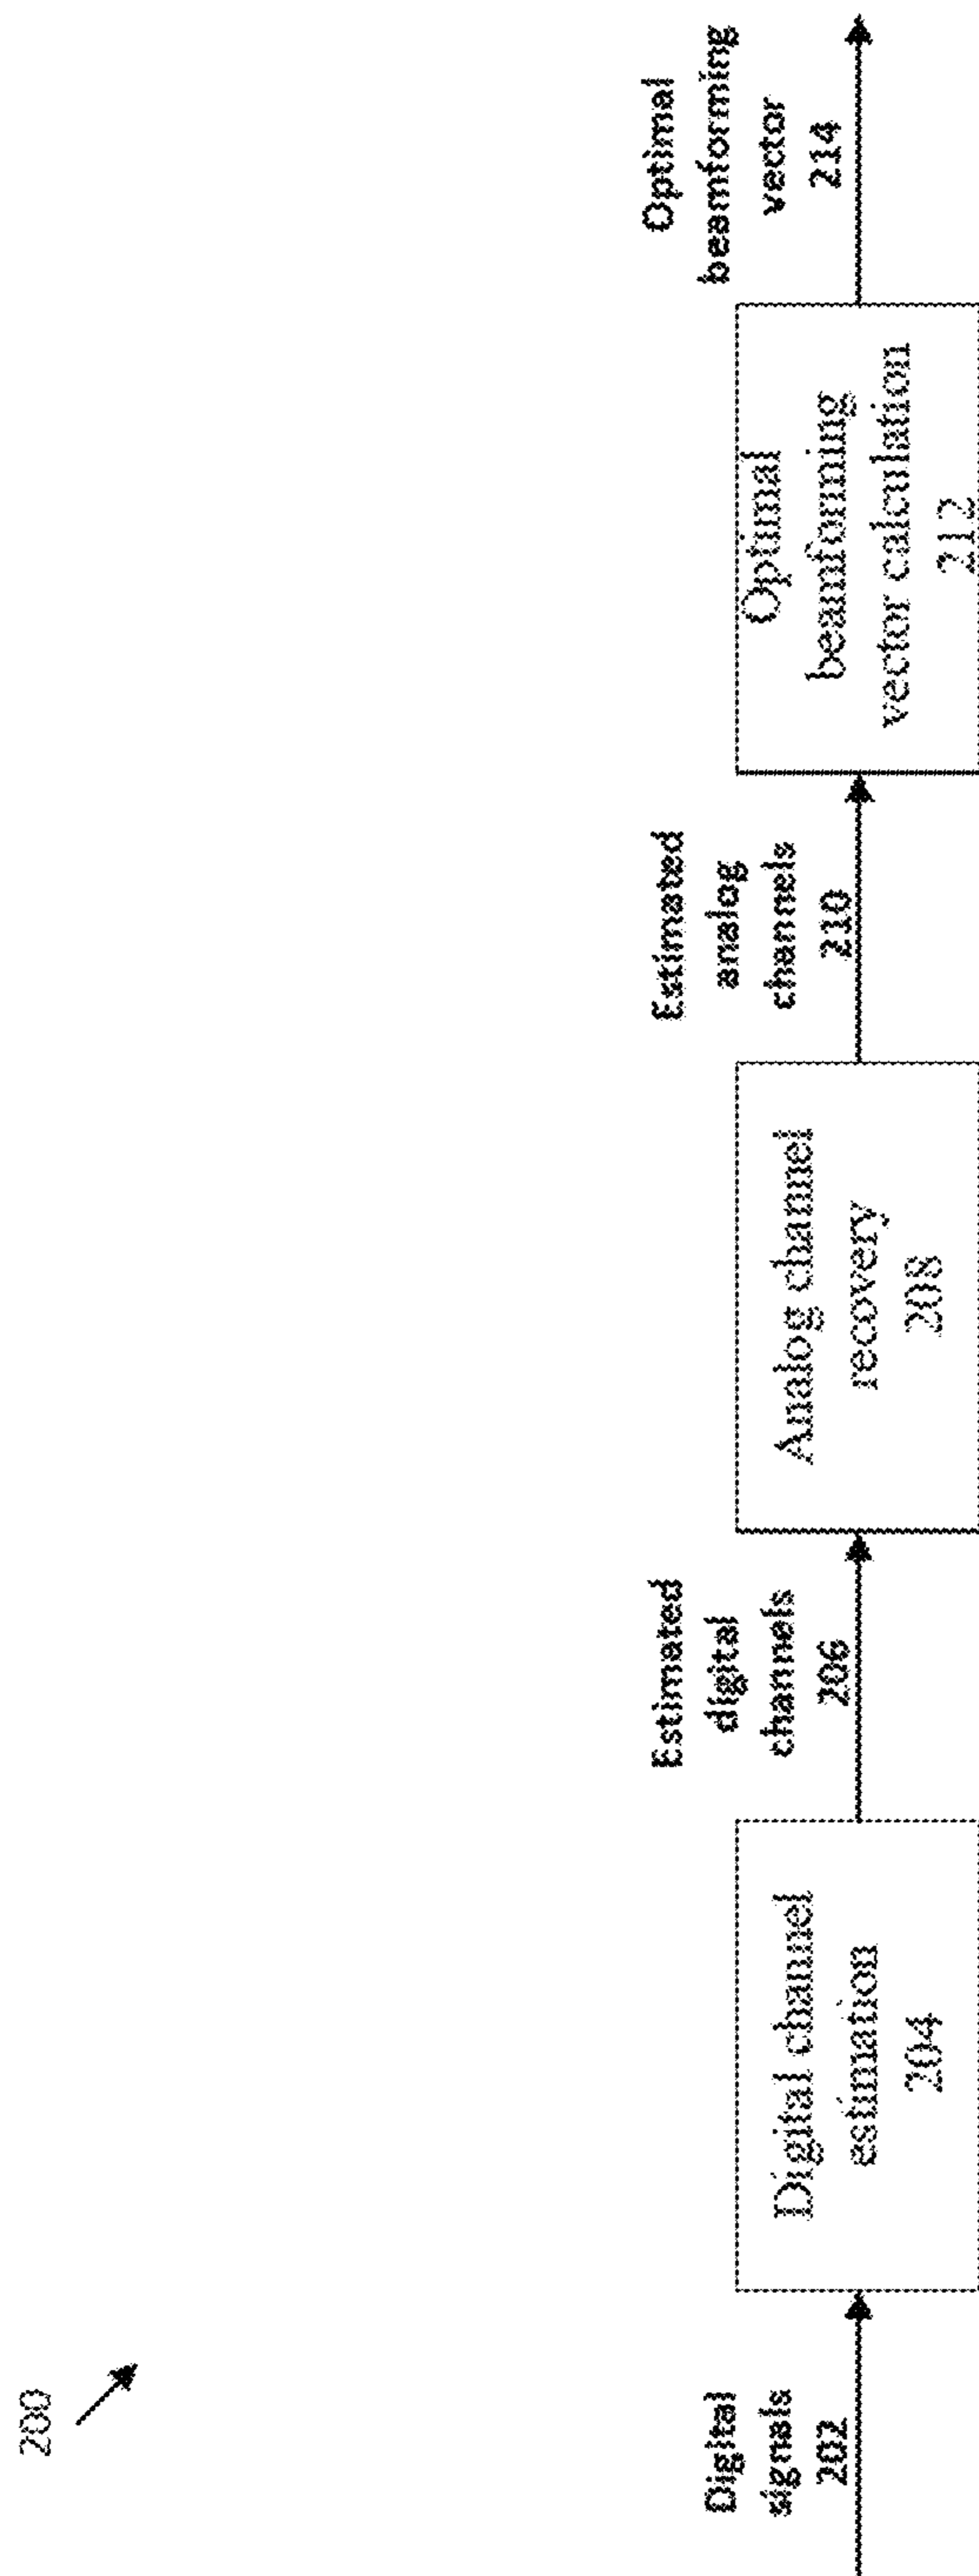 200
Digital
signals
202
Digital channel
estimation
204
Estimated
digital
channels
206
Analog channel
recovery
208
Estimated
analog
channels
210
Optimal
beamforming
vector calculation
212
Optimal
beamforming
vector
214